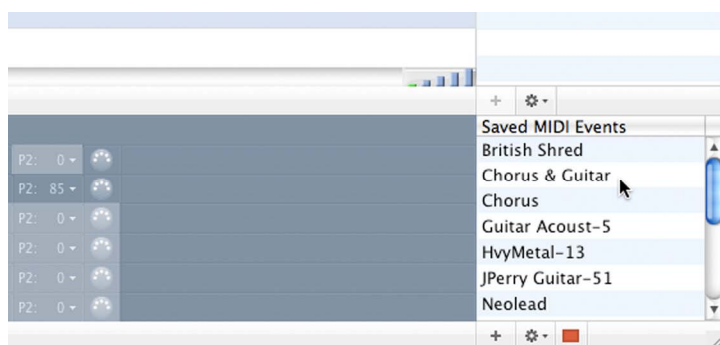 Saved MIDI Events
British Shred
P2: 0
Chorus & Guitar
P2: 85
Chorus
P2: 0
Guitar Acoust-5
P2: 0
HvyMetal-13
P2: 0
JPerry Guitar-51
P2: 0
Neolead